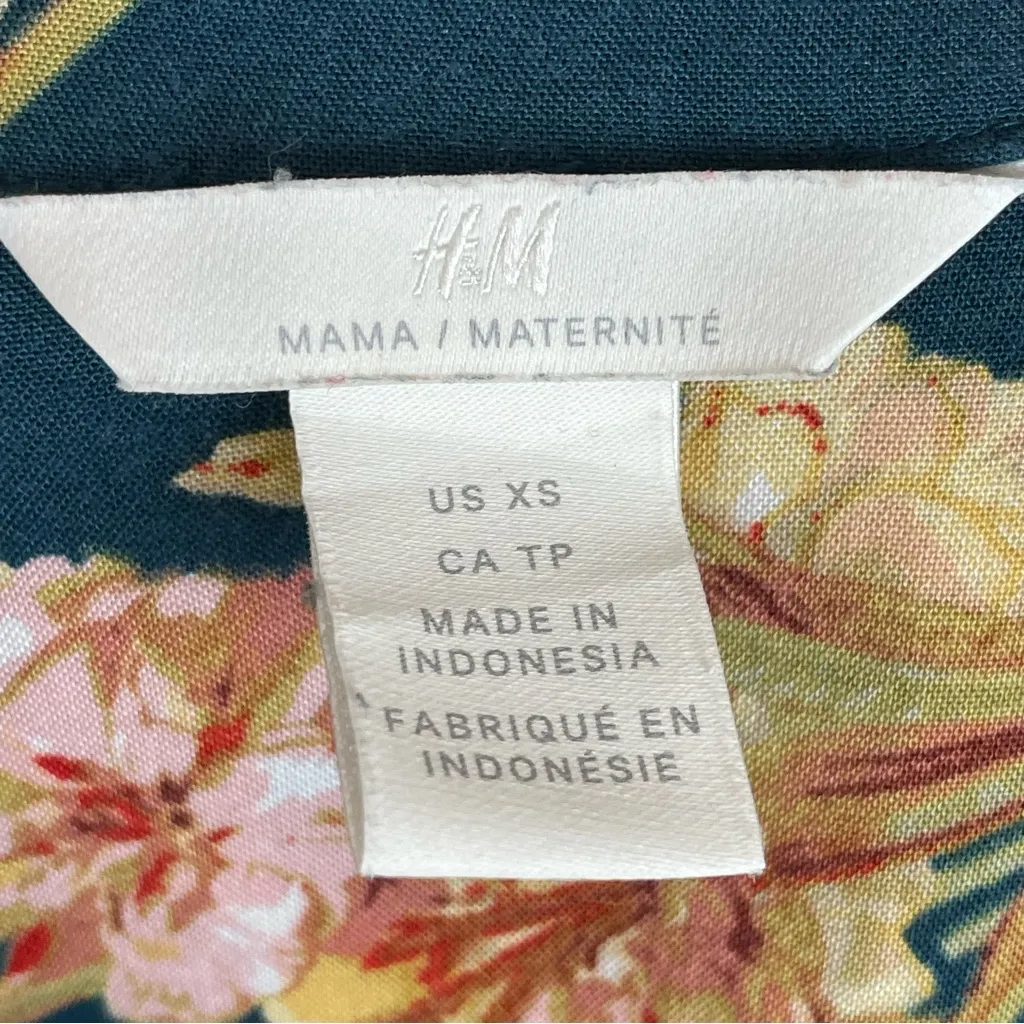 H&M
MAMA / MATERNITÉ
US XS
CA TP
MADE IN
INDONESIA
FABRIQUÉ EN
INDONÉSIE